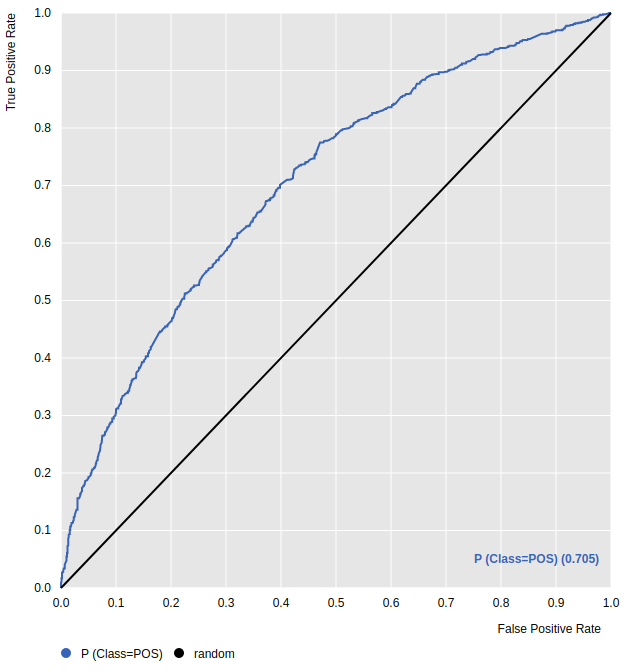 True Positive Rate
1.0
0.9
0.8
0.7
0.6
0.5
0.4
0.3
0.2
0.1
0.0
P (Class=POS) (0.705)
0.0 0.1 0.2 0.3 0.4 0.5 0.6 0.7 0.8 0.9 1.0
False Positive Rate
P (Class=POS) random